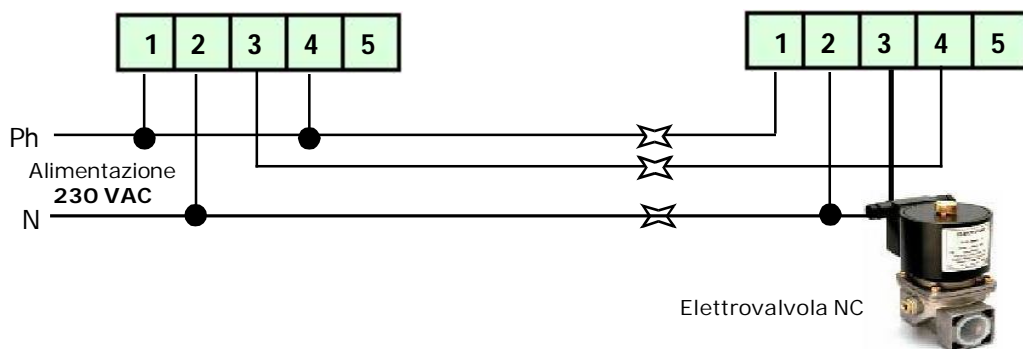 1 2 3 4 5
1 2 3 4 5
Ph
Alimentazione
230 VAC
N
Elettrovalvola NC